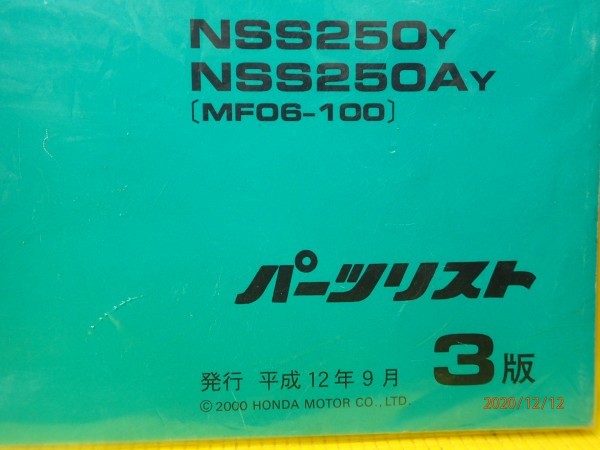 NSS250Y
NSS250AY
〔MF06-100〕
パーツリスト
発行 平成12年9月 3版
© 2000 HONDA MOTOR CO., LTD.
2020/12/12